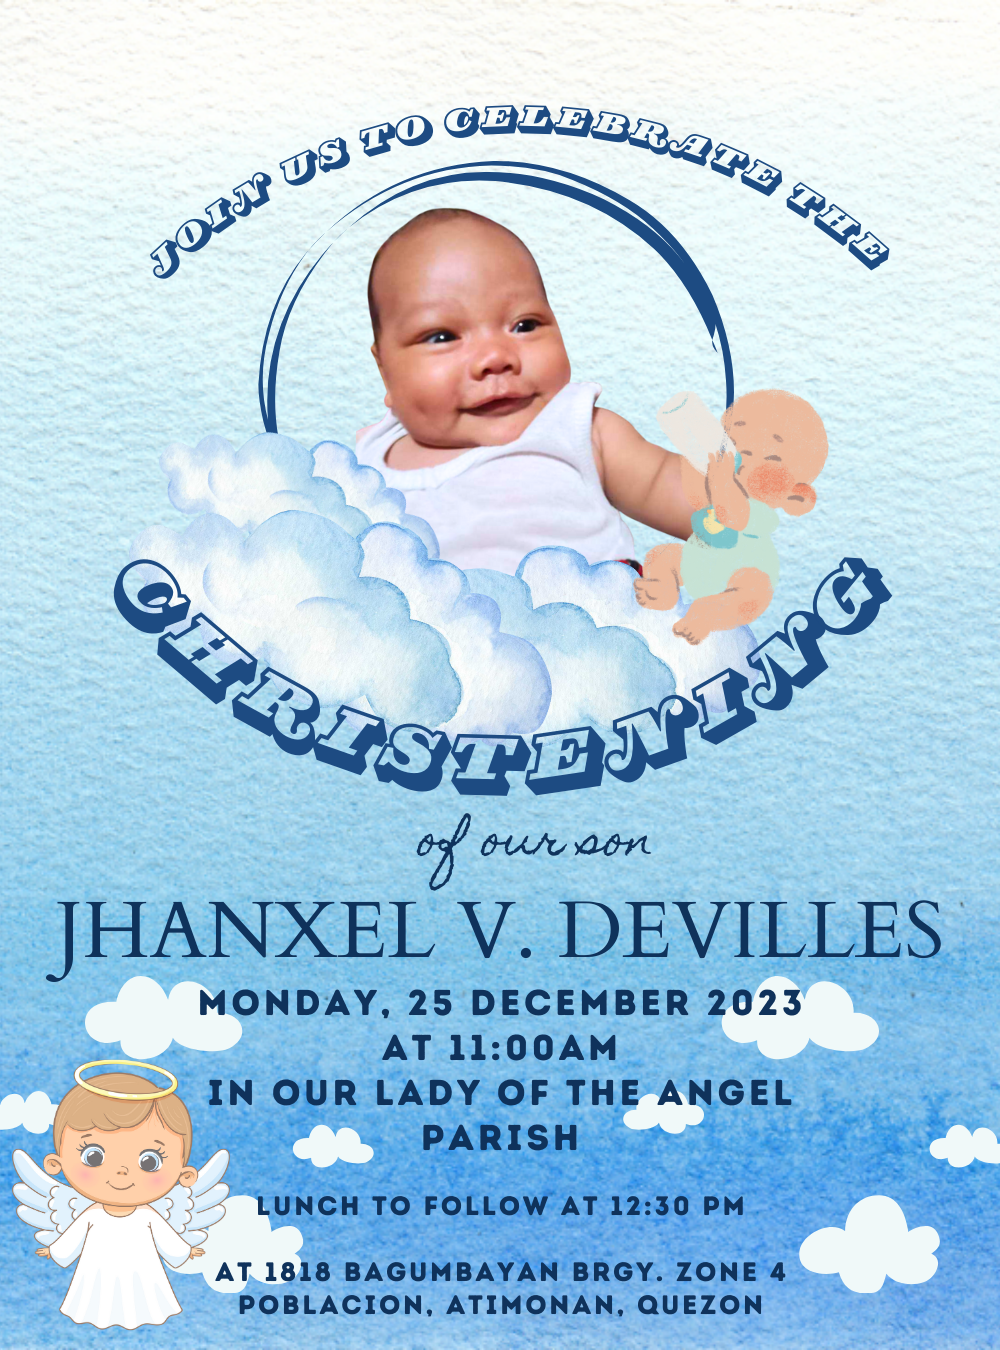 JOIN US TO CELEBRATE THE
CHRISTENING
of our son
JHANXEL V. DEVILLES
MONDAY, 25 DECEMBER 2023
AT 11:00AM
IN OUR LADY OF THE ANGEL
PARISH
LUNCH TO FOLLOW AT 12:30 PM
AT 1818 BAGUMBAYAN BRGY. ZONE 4
POBLACION, ATIMONAN, QUEZON